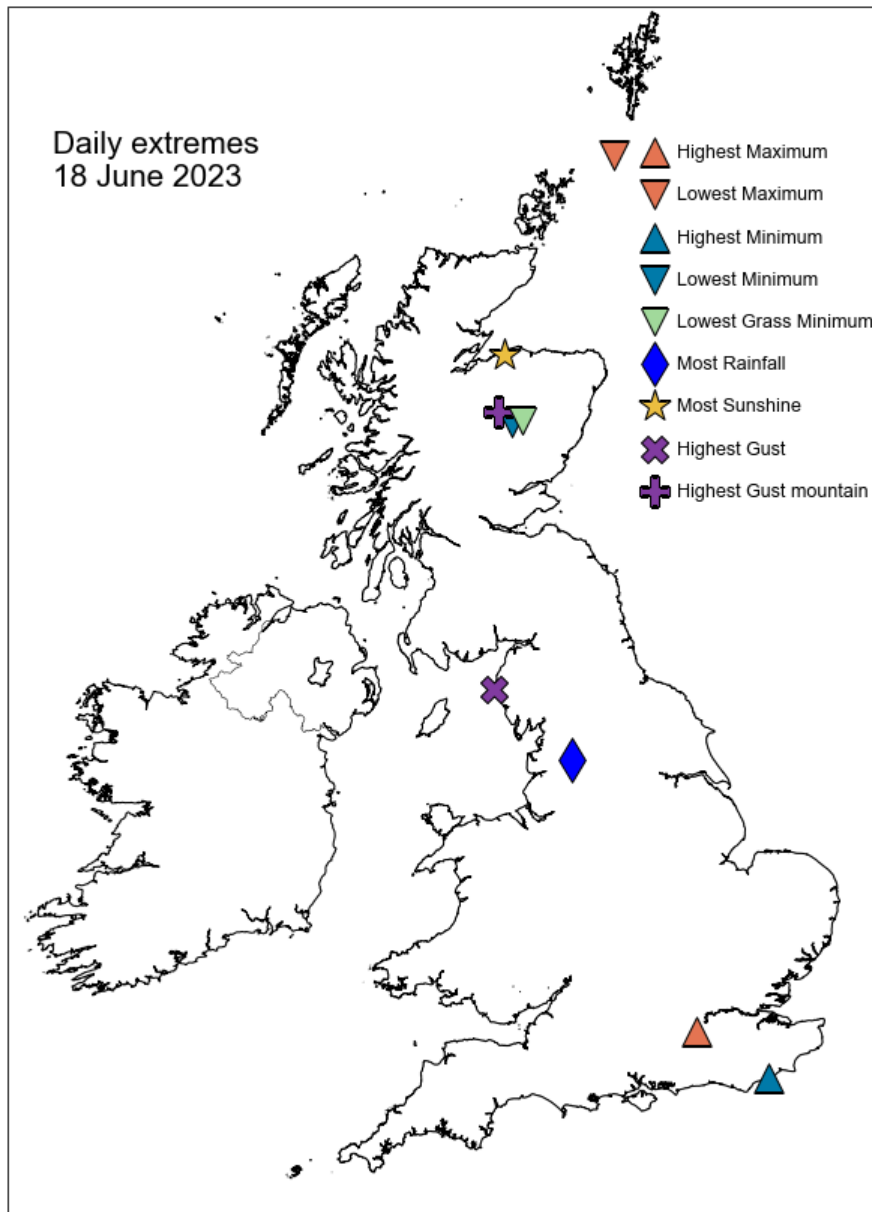 Daily extremes
18 June 2023
Highest Maximum
Lowest Maximum
Highest Minimum
Lowest Minimum
Lowest Grass Minimum
Most Rainfall
Most Sunshine
Highest Gust
Highest Gust mountain